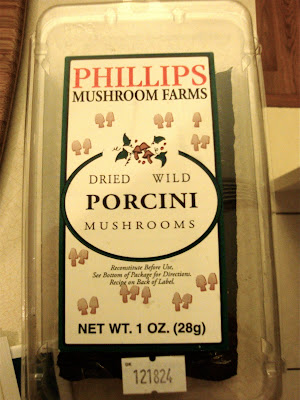 PHILLIPS
MUSHROOM FARMS
DRIED WILD
PORCINI
MUSHROOMS
Reconstitute Before Use,
See Bottom of Package for Directions.
Recipe on Back of Label.
NET WT. 1 OZ. (28g)
121824